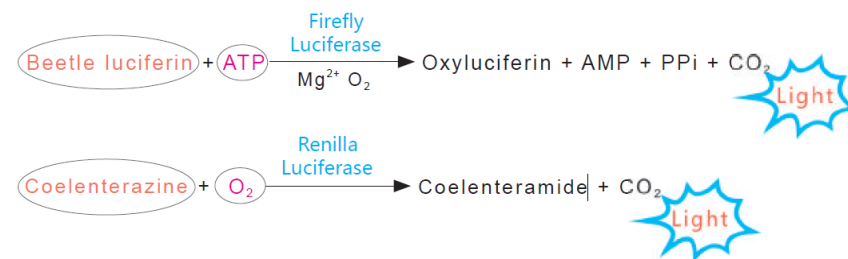 Firefly
Luciferase
Beetle luciferin + ATP → Oxyluciferin + AMP + PPi + CO₂
Mg²⁺ O₂
Light
Renilla
Luciferase
Coelenterazine + O₂ → Coelenteramide + CO₂
Light